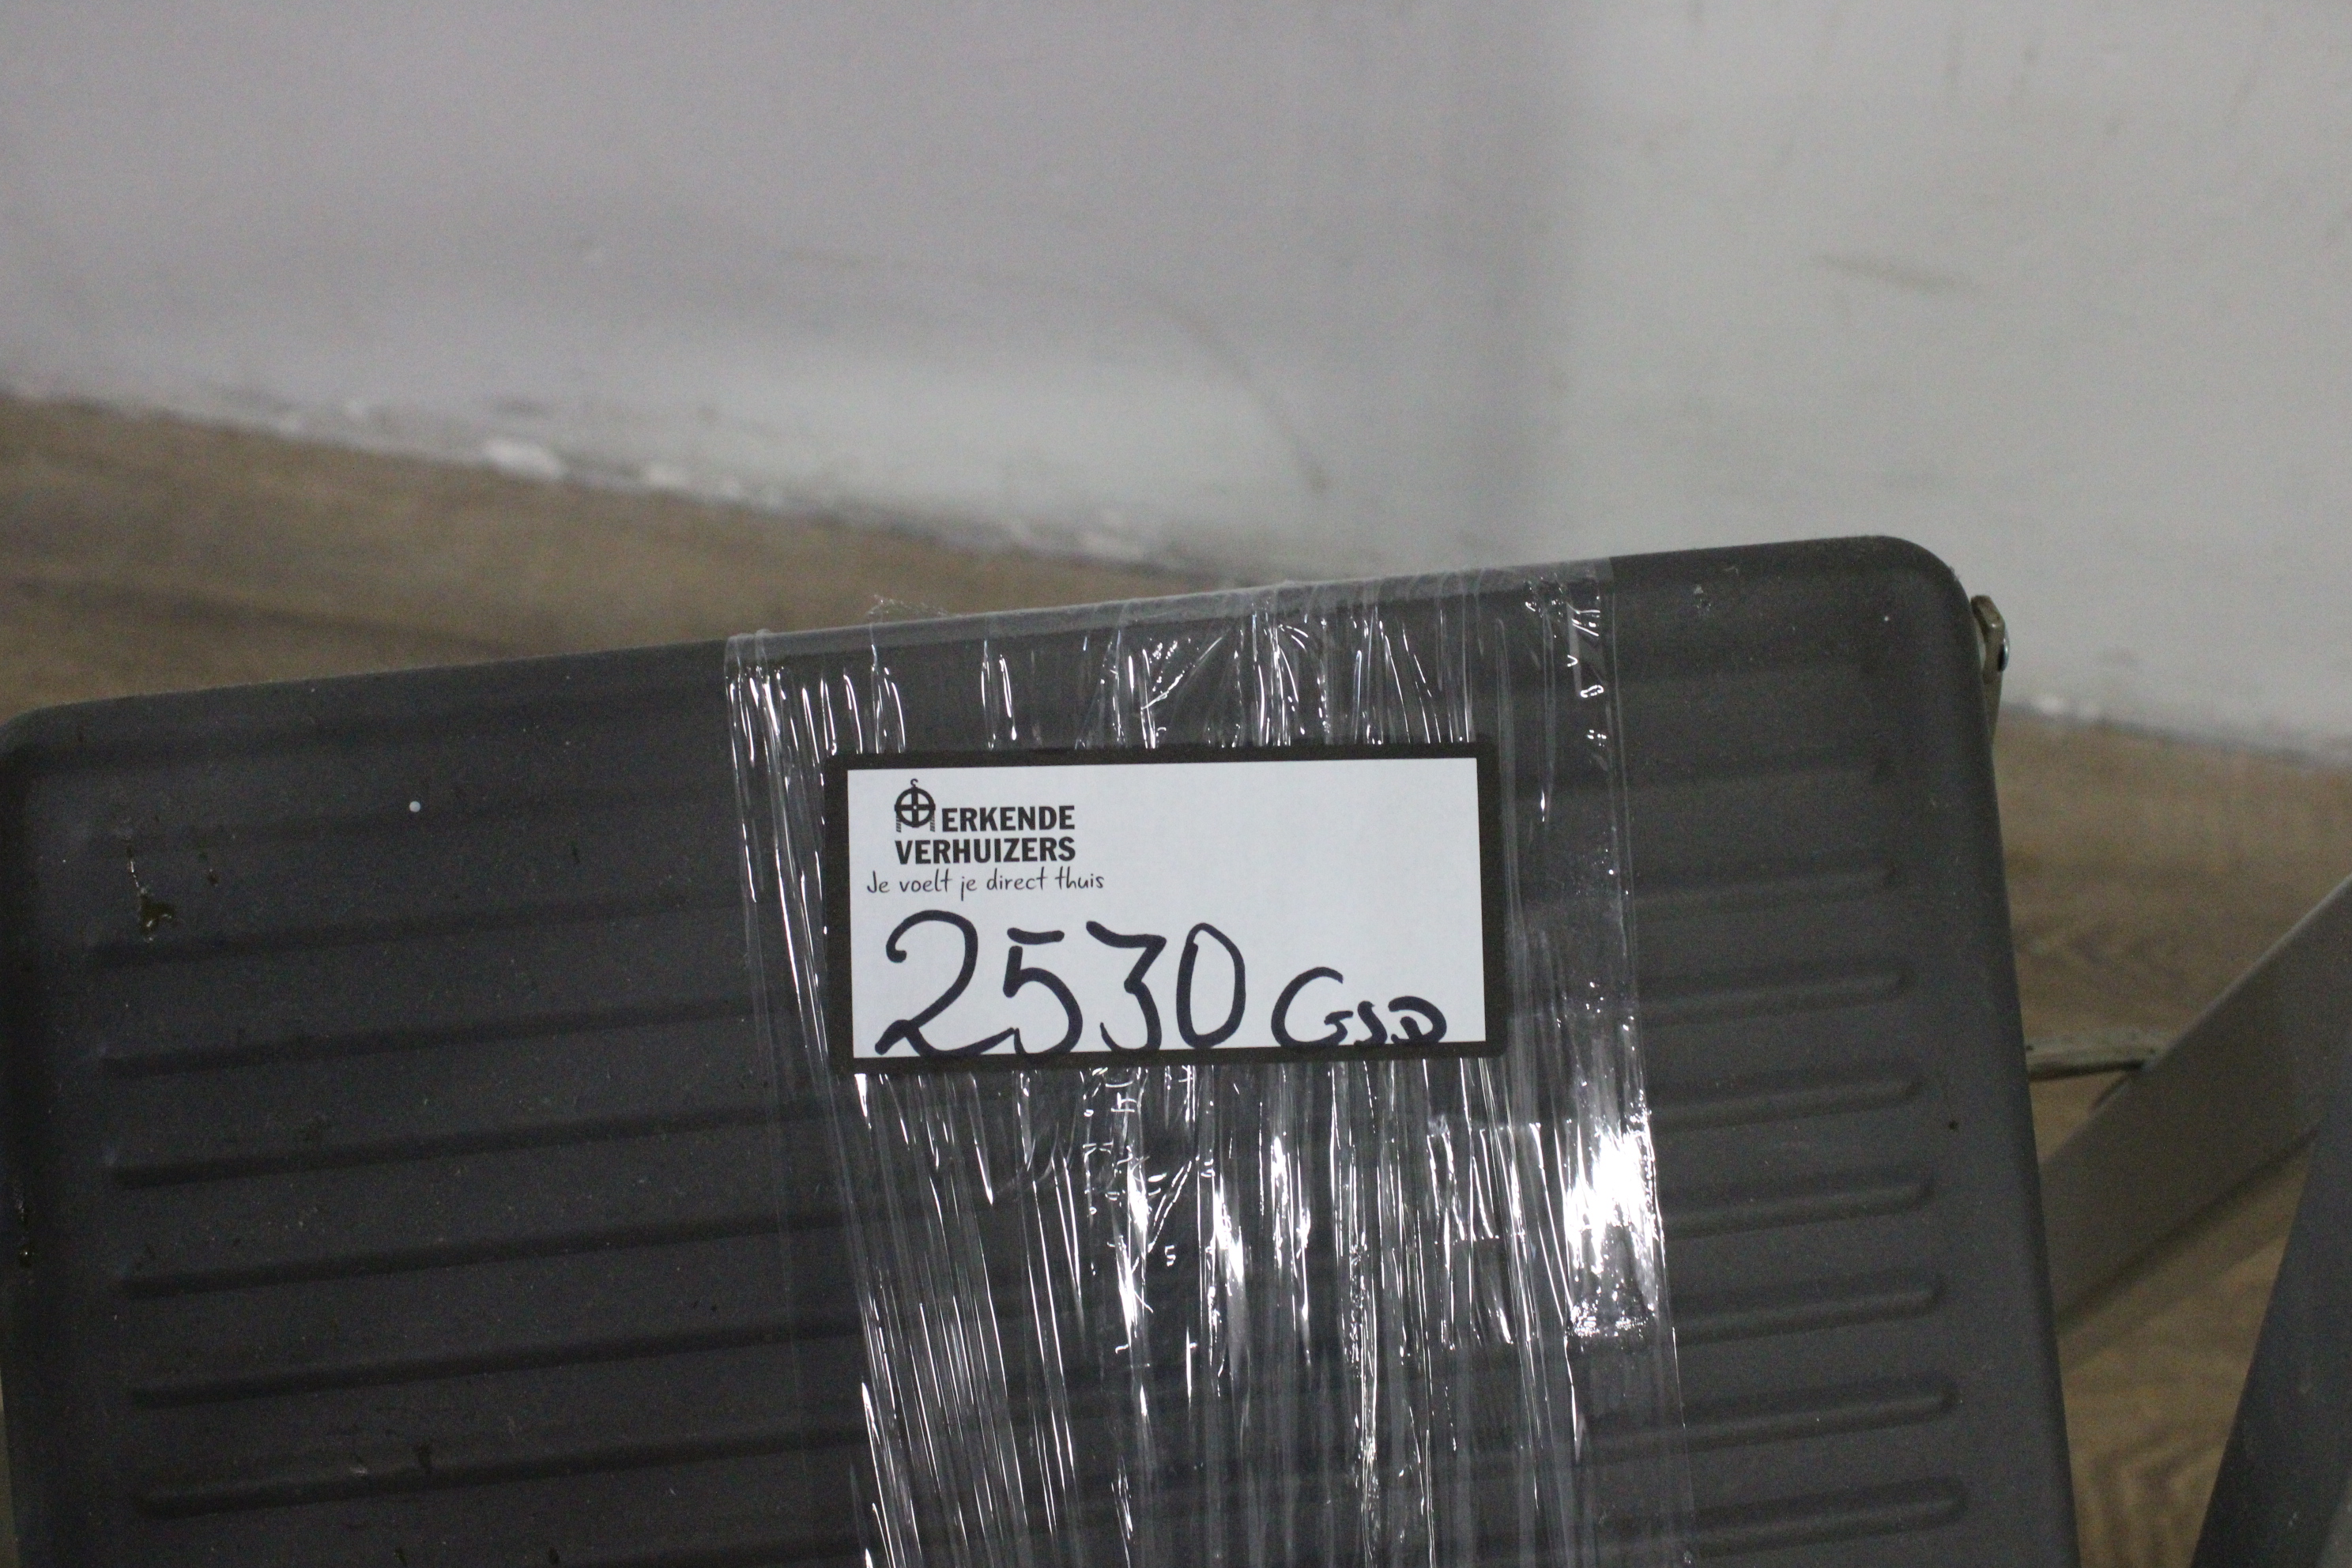 ERKENDE
VERHUIZERS
Je voelt je direct thuis
2530 GSD